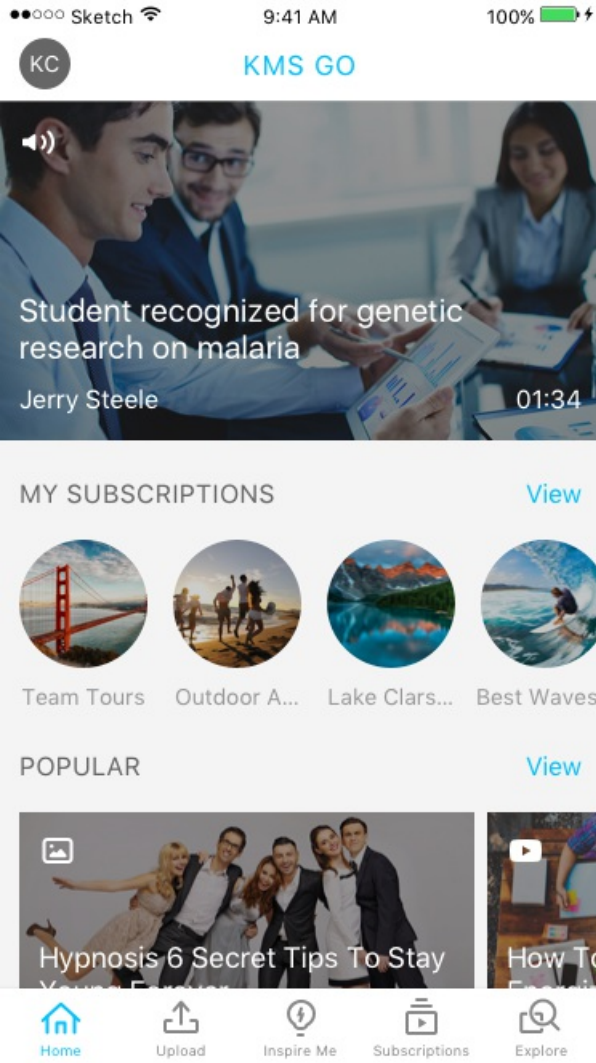 Sketch 9:41 AM 100%
KC KMS GO
Student recognized for genetic
research on malaria
Jerry Steele 01:34
MY SUBSCRIPTIONS View
Team Tours Outdoor A... Lake Clars... Best Waves
POPULAR View
Hypnosis 6 Secret Tips To Stay How To
Young Forever
Home Upload Inspire Me Subscriptions Explore